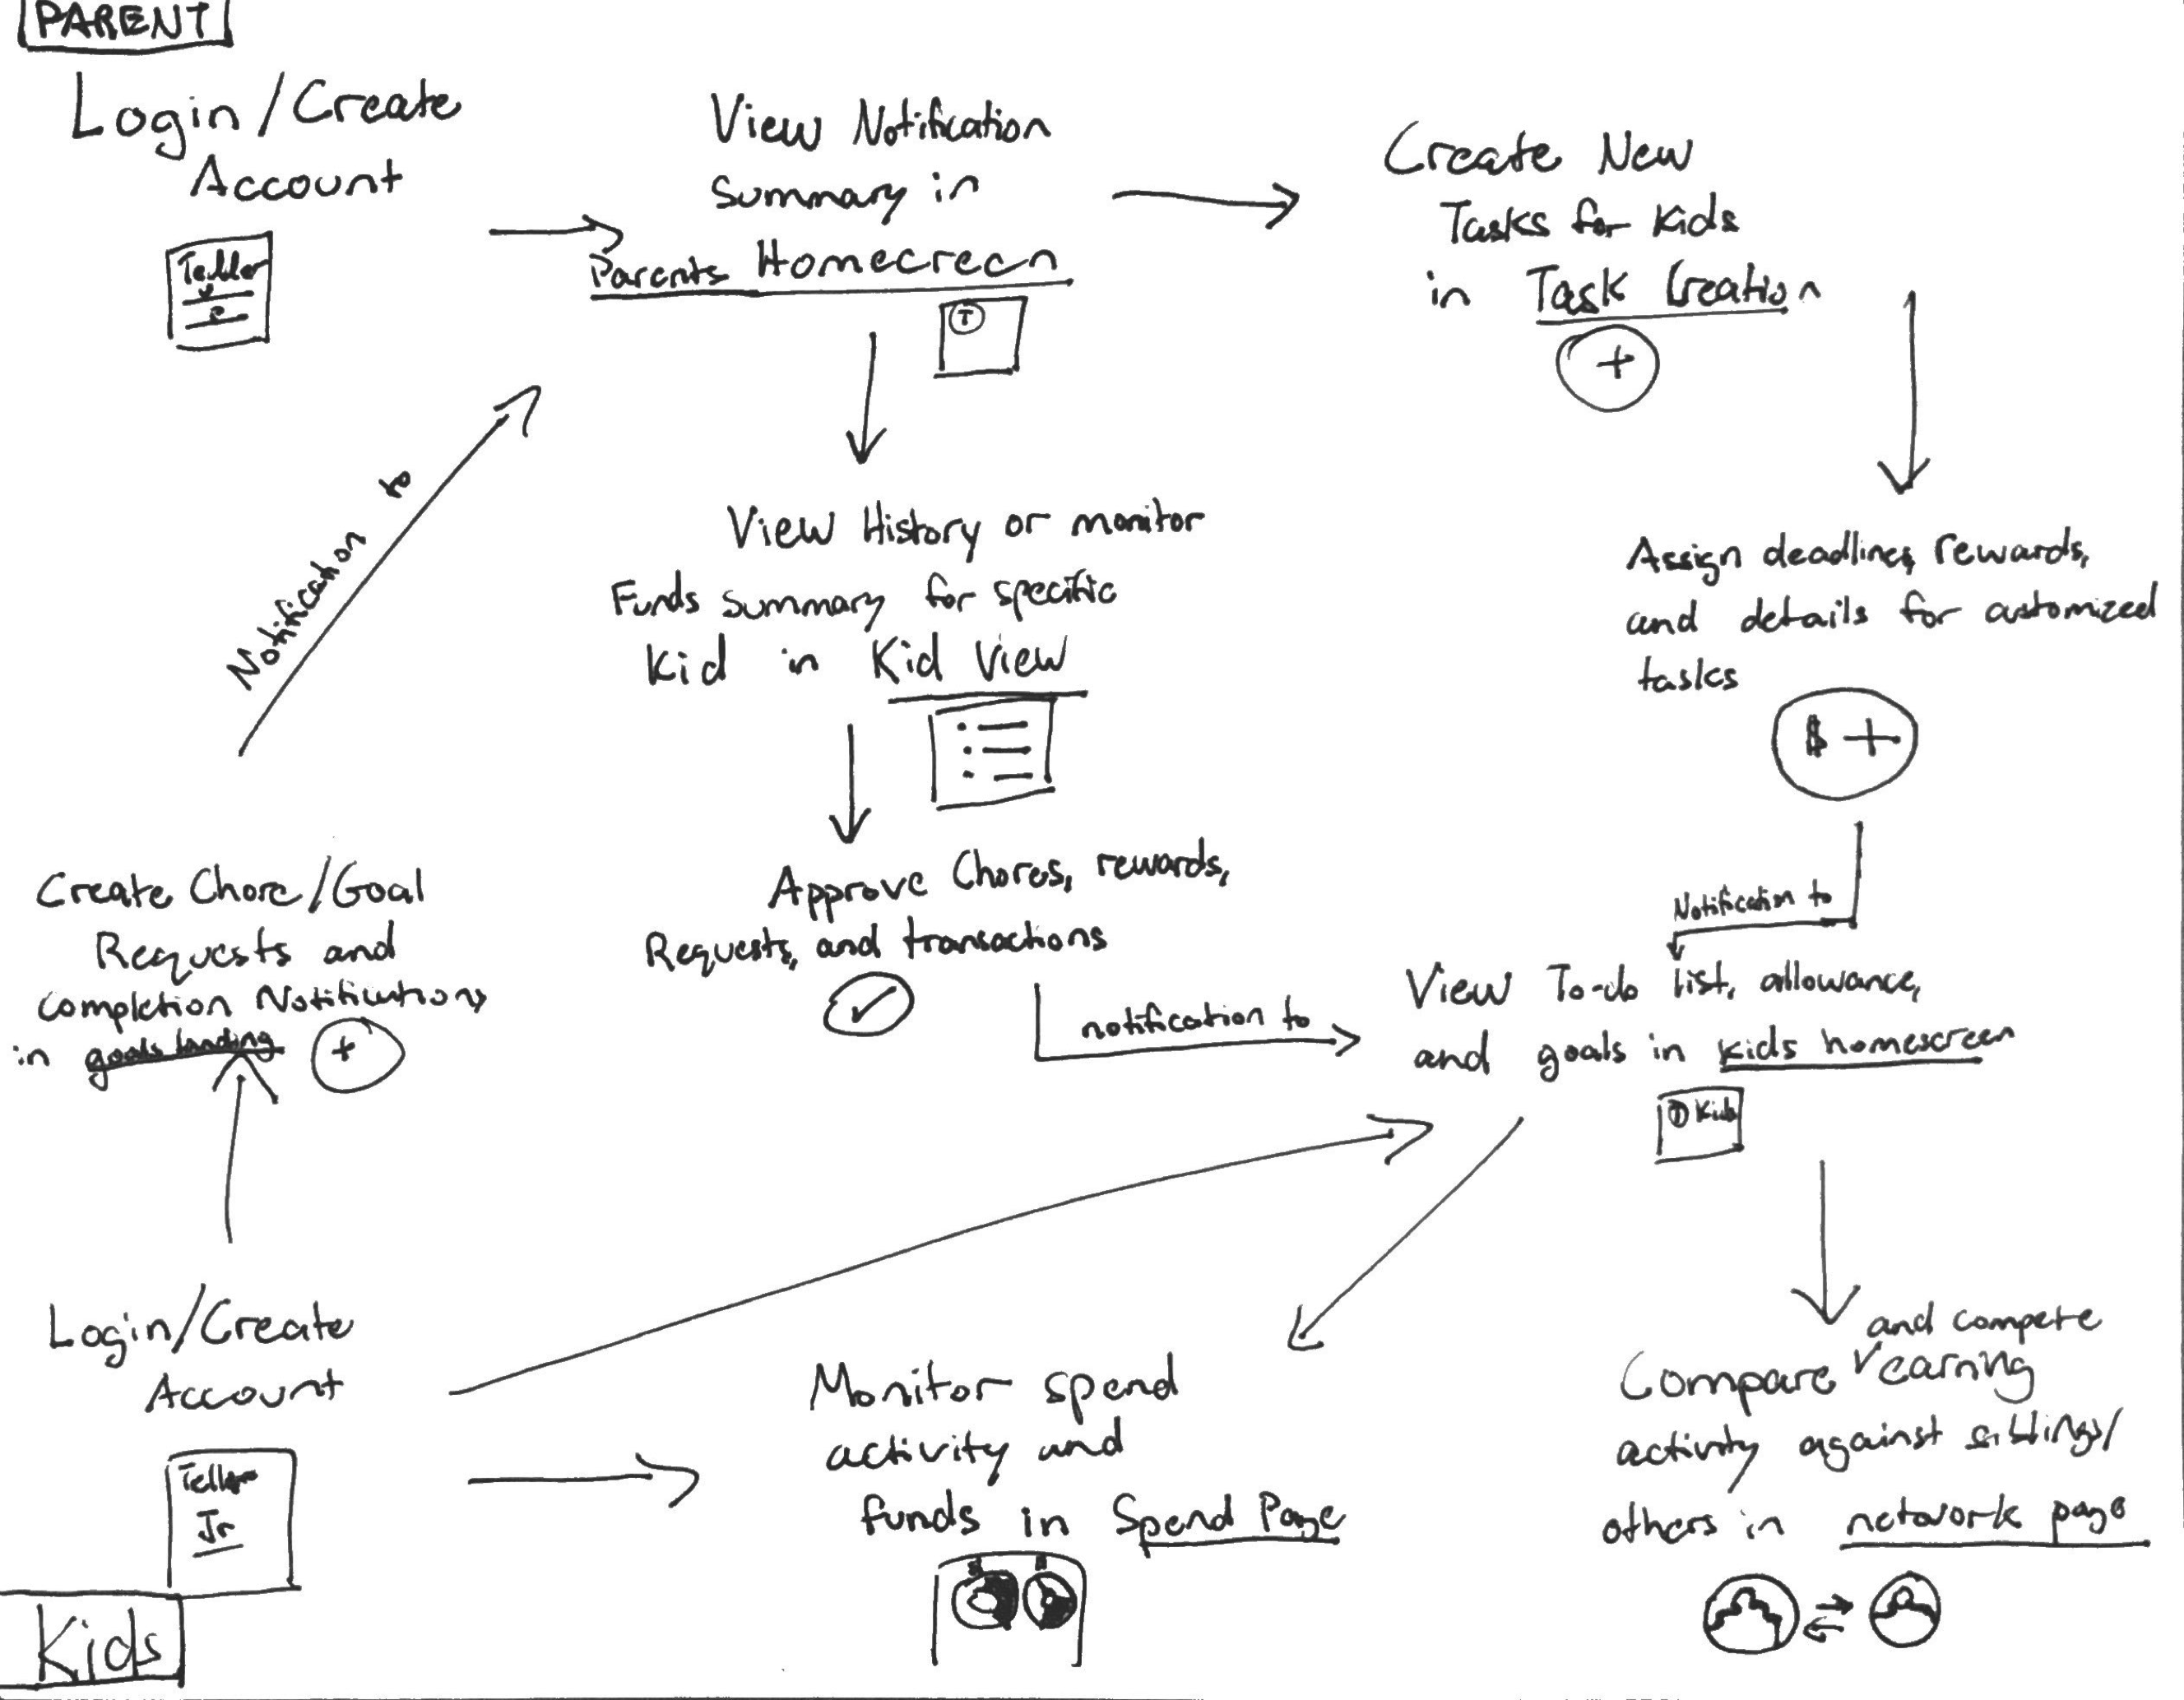 PARENT
Login/Create
Account
Teller
View Notification
summary in
Parents Homecreen
T
Create New
Tasks for Kids
in Task Creation
+
Notification to
View History or monitor
Funds summary for specific
Kid in Kid View
Assign deadlines, rewards,
and details for customized
tasks
$ +
Approve Chores, rewards,
Requests, and transactions
notification to
Notification to
Create Chore/Goal
Requests and
completion Notifications
in goals landing
+
View To-do list, allowance,
and goals in kids homescreen
T Kids
Login/Create
Account
Teller
Jr
Kids
Monitor spend
activity and
funds in Spend Page
and compete
Compare earning
activity against siblings/
others in network page